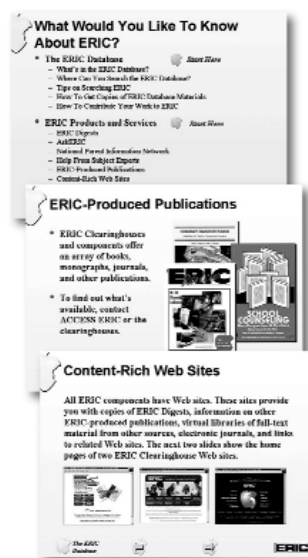 What Would You Like To Know
About ERIC?
• The ERIC Database Start Here
– What's in the ERIC Database?
– Where Can You Search the ERIC Database?
– Tips on Searching ERIC
– How To Get Copies of ERIC Database Materials
– How To Contribute Your Work to ERIC
• ERIC Products and Services Start Here
– ERIC Digests
– AskERIC
– National Parent Information Network
– Help From Subject Experts
– ERIC-Produced Publications
– Content-Rich Web Sites
ERIC-Produced Publications
• ERIC Clearinghouses
and components offer
an array of books,
monographs, journals,
and other publications.
• To find out what's
available, contact
ACCESS ERIC or the
clearinghouses.
ERIC
SCHOOL
COUNSELING
Content-Rich Web Sites
All ERIC components have Web sites. These sites provide
you with copies of ERIC Digests, information on other
ERIC-produced publications, virtual libraries of full-text
material from other sources, electronic journals, and links
to related Web sites. The next two slides show the home
pages of two ERIC Clearinghouse Web sites.
The ERIC
Database
ERIC